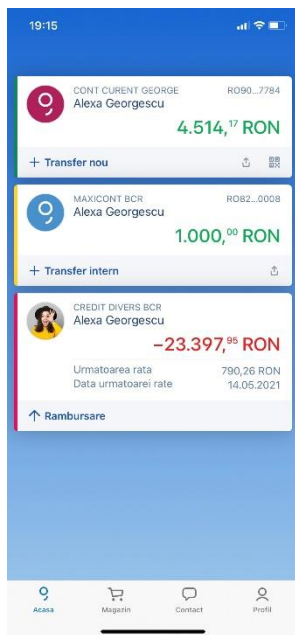 19:15
CONT CURENT GEORGE RO90...7784
Alexa Georgescu
4.514,17 RON
+ Transfer nou
MAXICONT BCR RO82...0008
Alexa Georgescu
1.000,00 RON
+ Transfer intern
CREDIT DIVERS BCR
Alexa Georgescu
−23.397,95 RON
Urmatoarea rata 790,26 RON
Data urmatoarei rate 14.05.2021
Rambursare
Acasa Magazin Contact Profil